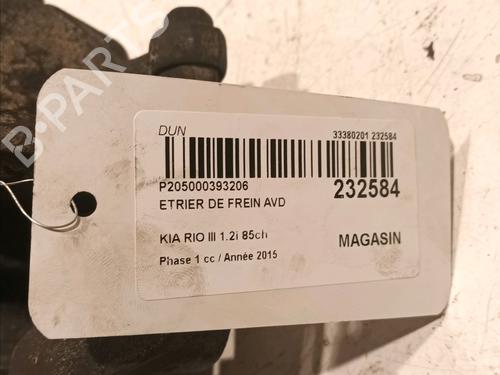 B-PARTS
DUN
33380201 232584
P205000393206
232584
ETRIER DE FREIN AVD
KIA RIO III 1.2i 85ch
MAGASIN
Phase 1 cc / Année 2015